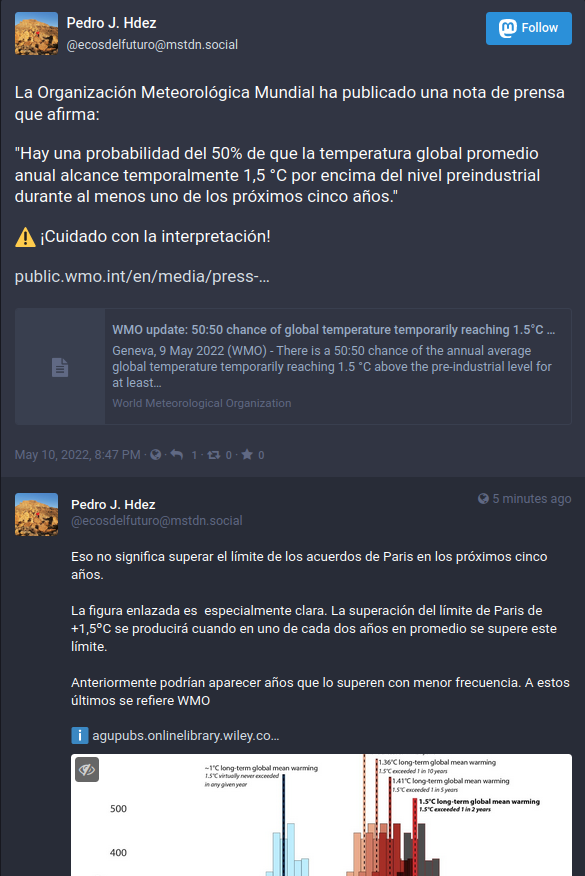 Pedro J. Hdez
@ecosdelfuturo@mstdn.social
Follow
La Organización Meteorológica Mundial ha publicado una nota de prensa
que afirma:
"Hay una probabilidad del 50% de que la temperatura global promedio
anual alcance temporalmente 1,5 °C por encima del nivel preindustrial
durante al menos uno de los próximos cinco años."
⚠️ ¡Cuidado con la interpretación!
public.wmo.int/en/media/press-…
WMO update: 50:50 chance of global temperature temporarily reaching 1.5°C …
Geneva, 9 May 2022 (WMO) - There is a 50:50 chance of the annual average
global temperature temporarily reaching 1.5 °C above the pre-industrial level for
at least…
World Meteorological Organization
May 10, 2022, 8:47 PM · 1 · 0 · 0
Pedro J. Hdez
5 minutes ago
@ecosdelfuturo@mstdn.social
Eso no significa superar el límite de los acuerdos de Paris en los próximos cinco
años.
La figura enlazada es  especialmente clara. La superación del límite de Paris de
+1,5ºC se producirá cuando en uno de cada dos años en promedio se supere este
límite.
Anteriormente podrían aparecer años que lo superen con menor frecuencia. A estos
últimos se refiere WMO
ℹ️ agupubs.onlinelibrary.wiley.co…
~1°C long-term global mean warming
1.5°C virtually never exceeded
in any given year
1.36°C long-term global mean warming
1.5°C exceeded 1 in 10 years
1.41°C long-term global mean warming
1.5°C exceeded 1 in 5 years
1.5°C long-term global mean warming
1.5°C exceeded 1 in 2 years
500
400